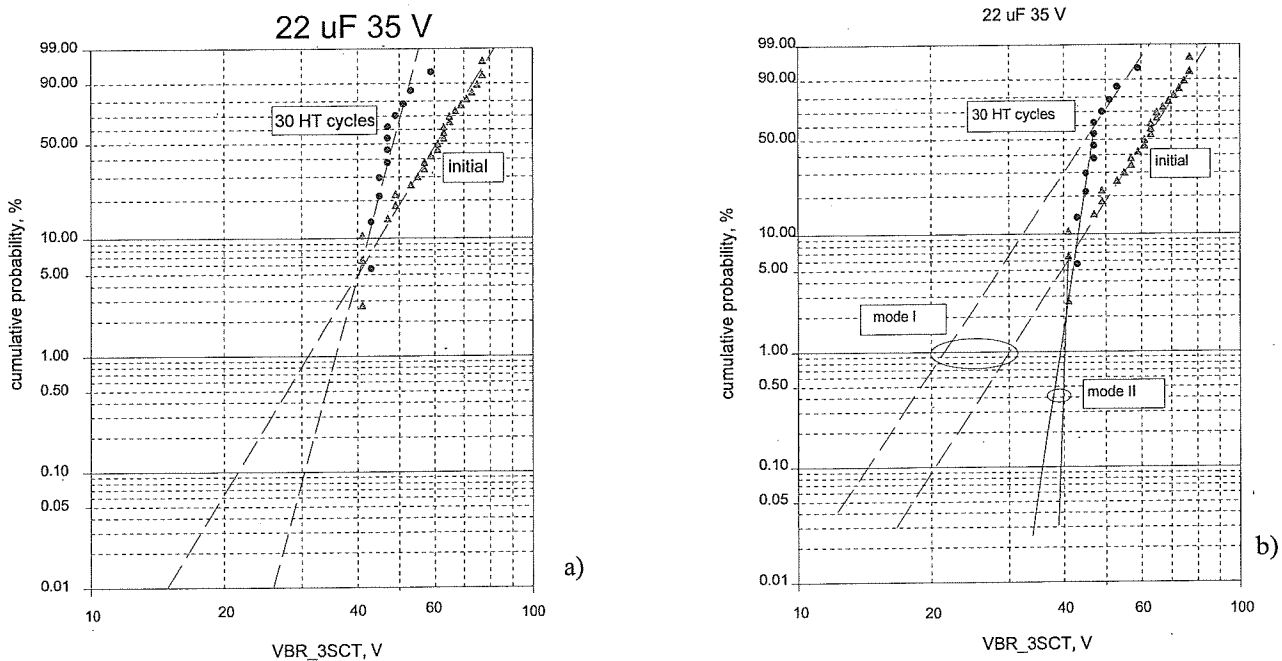 22 uF 35 V
99.00
90.00
50.00
10.00
5.00
1.00
0.50
0.10
0.05
0.01
cumulative probability, %
30 HT cycles
initial
10
20
40
60
100
VBR_3SCT, V
a)
22 uF 35 V
99.00
90.00
50.00
10.00
5.00
1.00
0.50
0.10
0.05
0.01
cumulative probability, %
30 HT cycles
initial
mode I
mode II
10
20
40
60
100
VBR_3SCT, V
b)